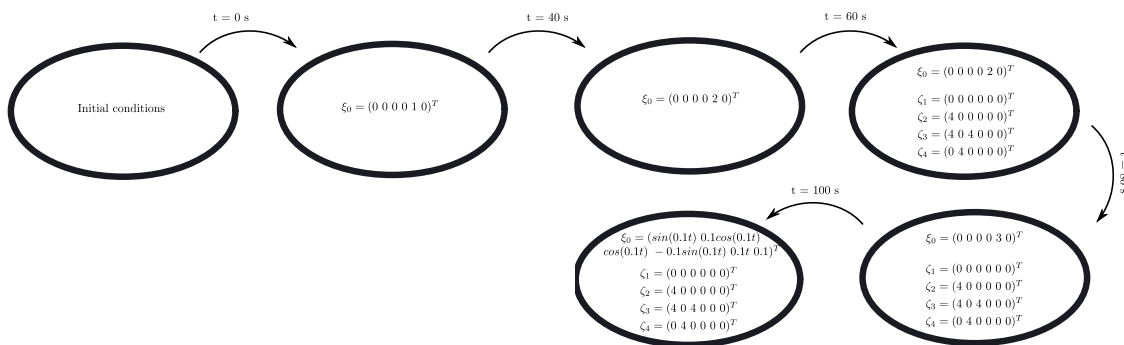 t = 0 s
t = 40 s
t = 60 s
Initial conditions
ξ₀ = (0 0 0 0 1 0)ᵀ
ξ₀ = (0 0 0 0 2 0)ᵀ
ξ₀ = (0 0 0 0 2 0)ᵀ
ζ₁ = (0 0 0 0 0 0)ᵀ
ζ₂ = (4 0 0 0 0 0)ᵀ
ζ₃ = (4 0 4 0 0 0)ᵀ
ζ₄ = (0 4 0 0 0 0)ᵀ
t = 100 s
ξ₀ = (sin(0.1t) 0.1cos(0.1t)
cos(0.1t) −0.1sin(0.1t) 0.1t 0.1)ᵀ
ζ₁ = (0 0 0 0 0 0)ᵀ
ζ₂ = (4 0 0 0 0 0)ᵀ
ζ₃ = (4 0 4 0 0 0)ᵀ
ζ₄ = (0 4 0 0 0 0)ᵀ
ξ₀ = (0 0 0 0 3 0)ᵀ
ζ₁ = (0 0 0 0 0 0)ᵀ
ζ₂ = (4 0 0 0 0 0)ᵀ
ζ₃ = (4 0 4 0 0 0)ᵀ
ζ₄ = (0 4 0 0 0 0)ᵀ